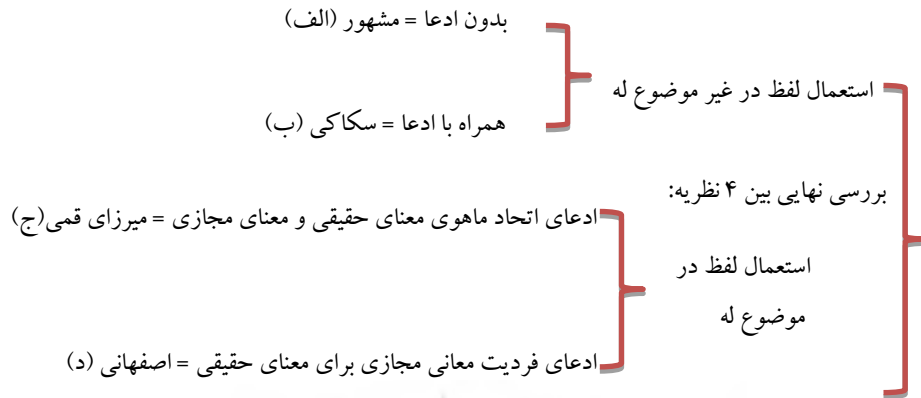 بدون ادعا = مشهور (الف)
استعمال لفظ در غیر موضوع له
همراه با ادعا = سکاکی (ب)
بررسی نهایی بین ۴ نظریه:
ادعای اتحاد ماهوی معنای حقیقی و معنای مجازی = میرزای قمی(ج)
استعمال لفظ در
موضوع له
ادعای فردیت معانی مجازی برای معنای حقیقی = اصفهانی (د)